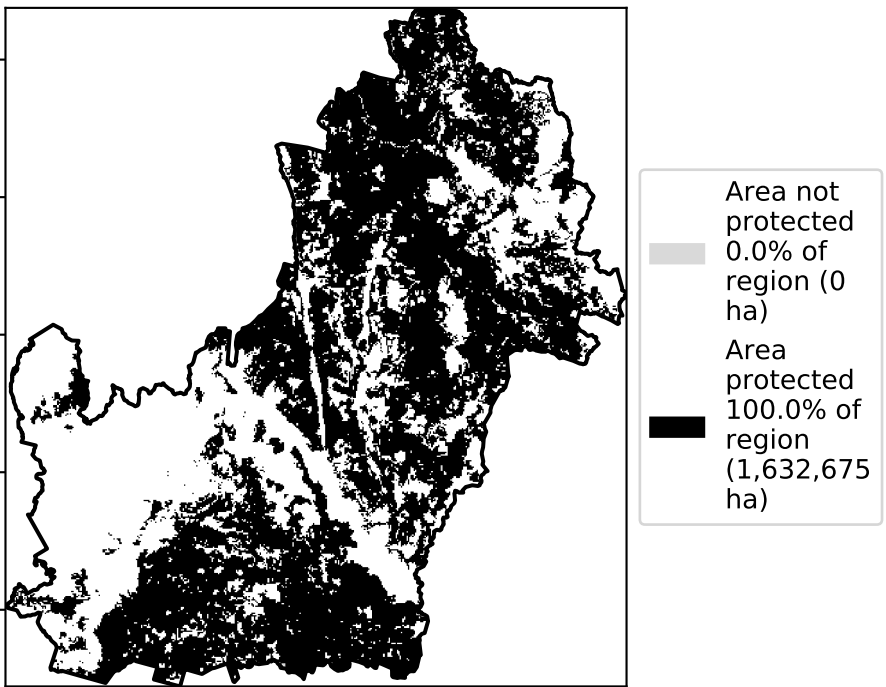 Area not
protected
0.0% of
region (0
ha)
Area
protected
100.0% of
region
(1,632,675
ha)